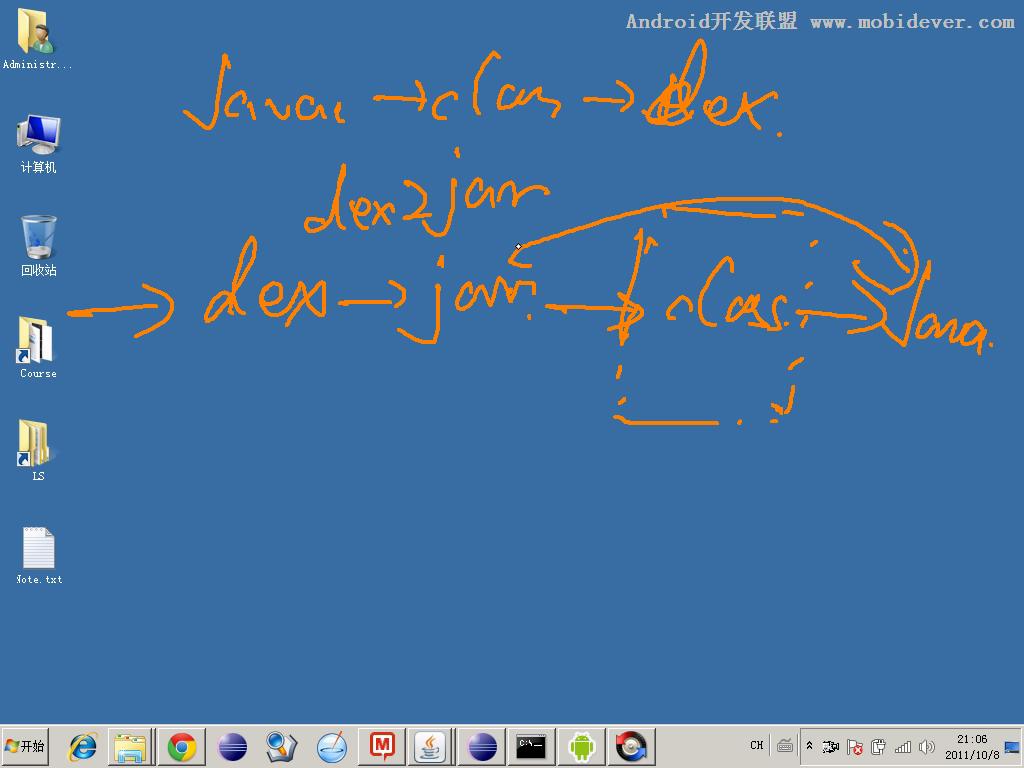 Android开发联盟 www.mobidever.com
Administr...
Java → class → dex.
计算机
dex2jar
回收站
→ dex → jar → class → Java.
Course
LS
Note.txt
开始
CH
21:06
2011/10/8